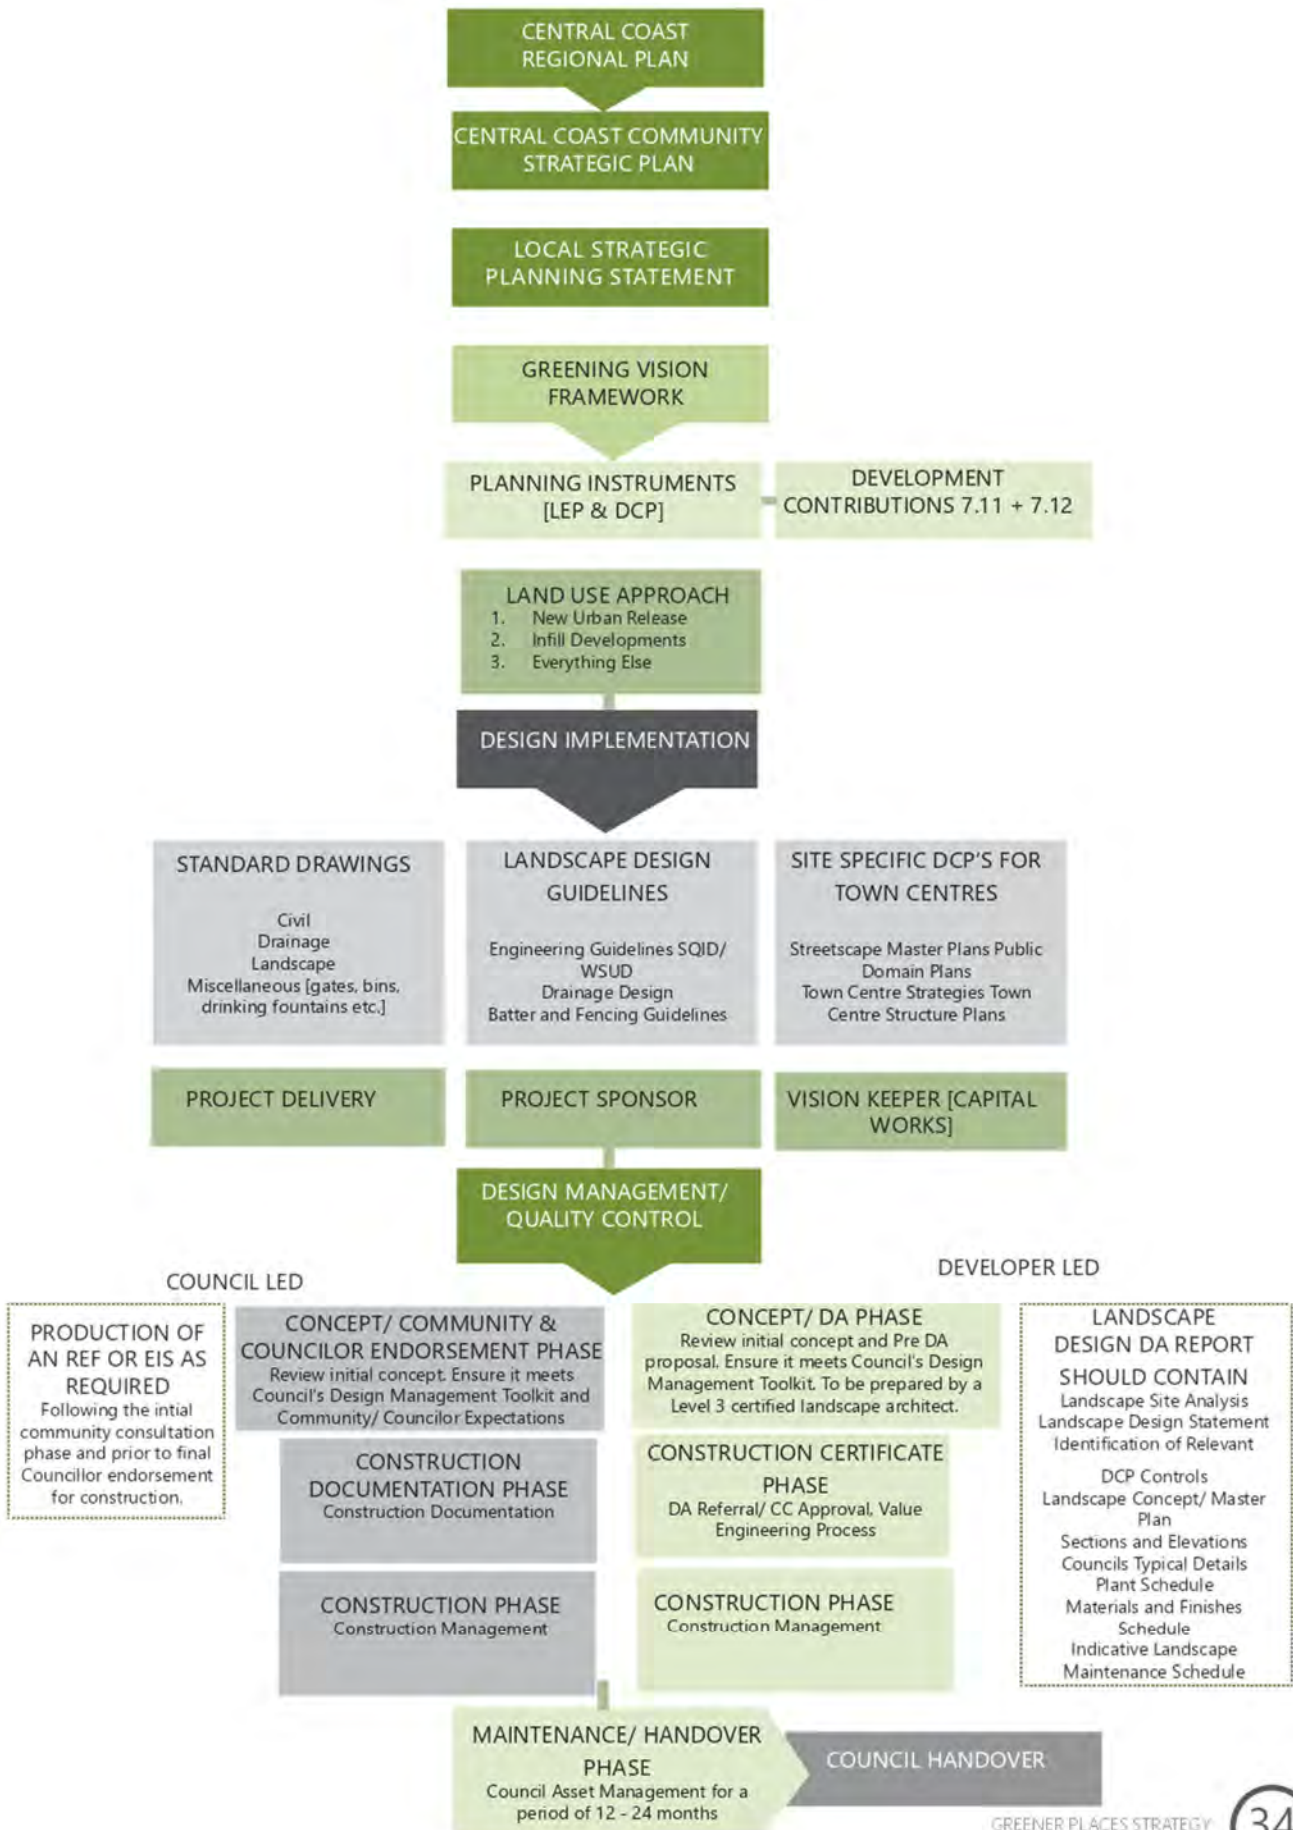 CENTRAL COAST
REGIONAL PLAN
CENTRAL COAST COMMUNITY
STRATEGIC PLAN
LOCAL STRATEGIC
PLANNING STATEMENT
GREENING VISION
FRAMEWORK
PLANNING INSTRUMENTS
[LEP & DCP]
DEVELOPMENT
CONTRIBUTIONS 7.11 + 7.12
LAND USE APPROACH
1. New Urban Release
2. Infill Developments
3. Everything Else
DESIGN IMPLEMENTATION
STANDARD DRAWINGS
Civil
Drainage
Landscape
Miscellaneous [gates, bins,
drinking fountains etc.]
LANDSCAPE DESIGN
GUIDELINES
Engineering Guidelines SQID/
WSUD
Drainage Design
Batter and Fencing Guidelines
SITE SPECIFIC DCP'S FOR
TOWN CENTRES
Streetscape Master Plans Public
Domain Plans
Town Centre Strategies Town
Centre Structure Plans
PROJECT DELIVERY
PROJECT SPONSOR
VISION KEEPER [CAPITAL
WORKS]
DESIGN MANAGEMENT/
QUALITY CONTROL
COUNCIL LED
DEVELOPER LED
PRODUCTION OF
AN REF OR EIS AS
REQUIRED
Following the intial
community consultation
phase and prior to final
Councillor endorsement
for construction.
CONCEPT/ COMMUNITY &
COUNCILOR ENDORSEMENT PHASE
Review initial concept. Ensure it meets
Council's Design Management Toolkit and
Community/ Councilor Expectations
CONSTRUCTION
DOCUMENTATION PHASE
Construction Documentation
CONSTRUCTION PHASE
Construction Management
CONCEPT/ DA PHASE
Review initial concept and Pre DA
proposal. Ensure it meets Council's Design
Management Toolkit. To be prepared by a
Level 3 certified landscape architect.
CONSTRUCTION CERTIFICATE
PHASE
DA Referral/ CC Approval, Value
Engineering Process
CONSTRUCTION PHASE
Construction Management
LANDSCAPE
DESIGN DA REPORT
SHOULD CONTAIN
Landscape Site Analysis
Landscape Design Statement
Identification of Relevant
DCP Controls
Landscape Concept/ Master
Plan
Sections and Elevations
Councils Typical Details
Plant Schedule
Materials and Finishes
Schedule
Indicative Landscape
Maintenance Schedule
MAINTENANCE/ HANDOVER
PHASE
Council Asset Management for a
period of 12 - 24 months
COUNCIL HANDOVER
GREENER PLACES STRATEGY
34